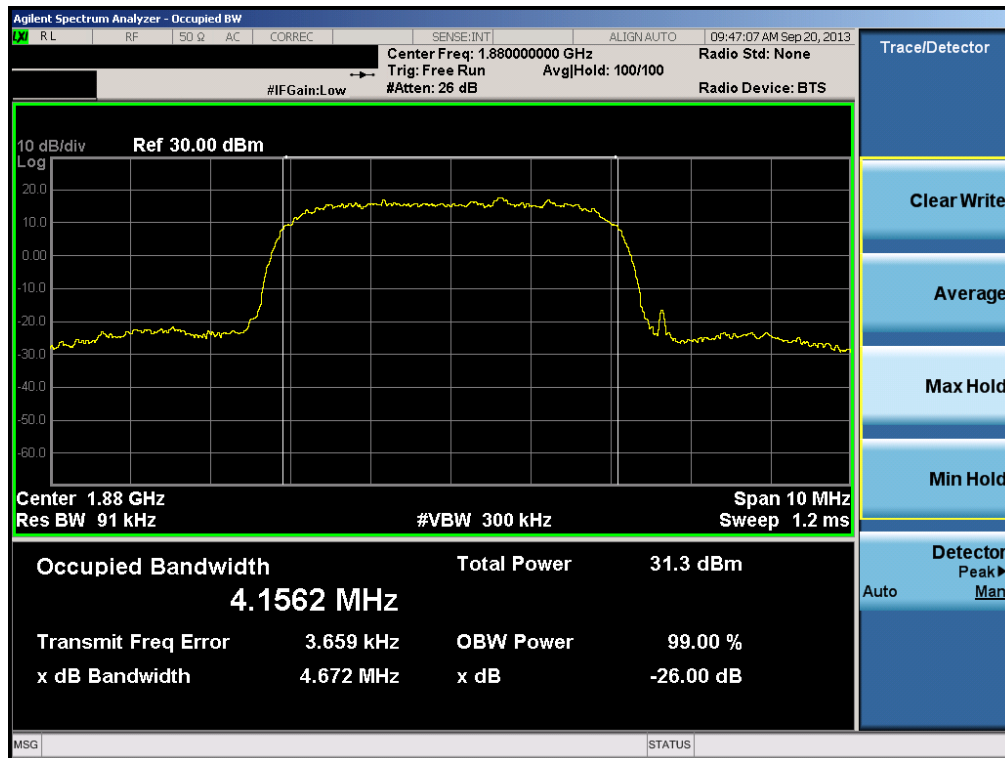 Agilent Spectrum Analyzer - Occupied BW
LXI RL RF 50 Ω AC CORREC SENSE:INT ALIGN AUTO 09:47:07 AM Sep 20, 2013
Center Freq: 1.880000000 GHz Radio Std: None
Trig: Free Run Avg|Hold: 100/100
#IFGain:Low #Atten: 26 dB Radio Device: BTS
10 dB/div Ref 30.00 dBm
Log
20.0
10.0
0.00
-10.0
-20.0
-30.0
-40.0
-50.0
-60.0
Center 1.88 GHz Span 10 MHz
Res BW 91 kHz #VBW 300 kHz Sweep 1.2 ms
Occupied Bandwidth Total Power 31.3 dBm
4.1562 MHz
Transmit Freq Error 3.659 kHz OBW Power 99.00 %
x dB Bandwidth 4.672 MHz x dB -26.00 dB
MSG STATUS
Trace/Detector
Clear Write
Average
Max Hold
Min Hold
Detector
Peak▶
Auto Man